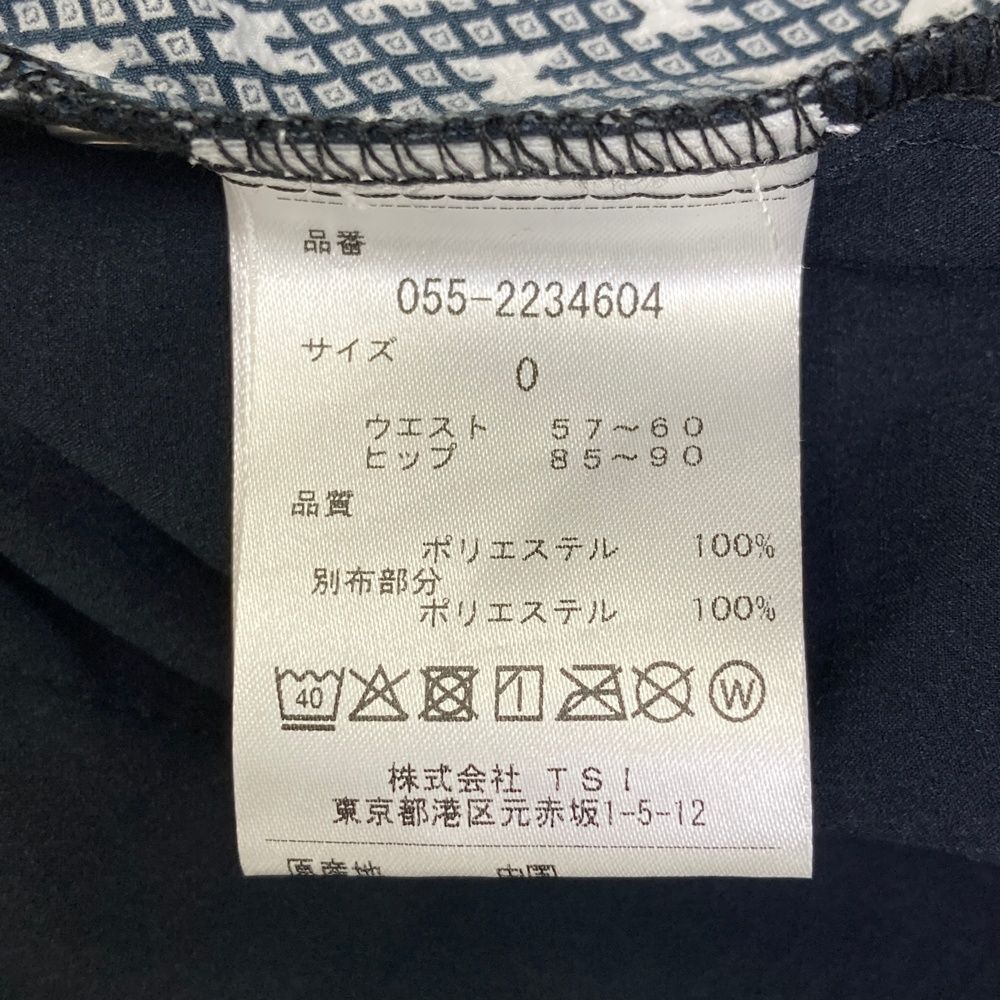 品番
055-2234604
サイズ
0
ウエスト 57～60
ヒップ 85～90
品質
ポリエステル 100%
別布部分
ポリエステル 100%
40
W
株式会社 TSI
東京都港区元赤坂1-5-12
原産地 中国